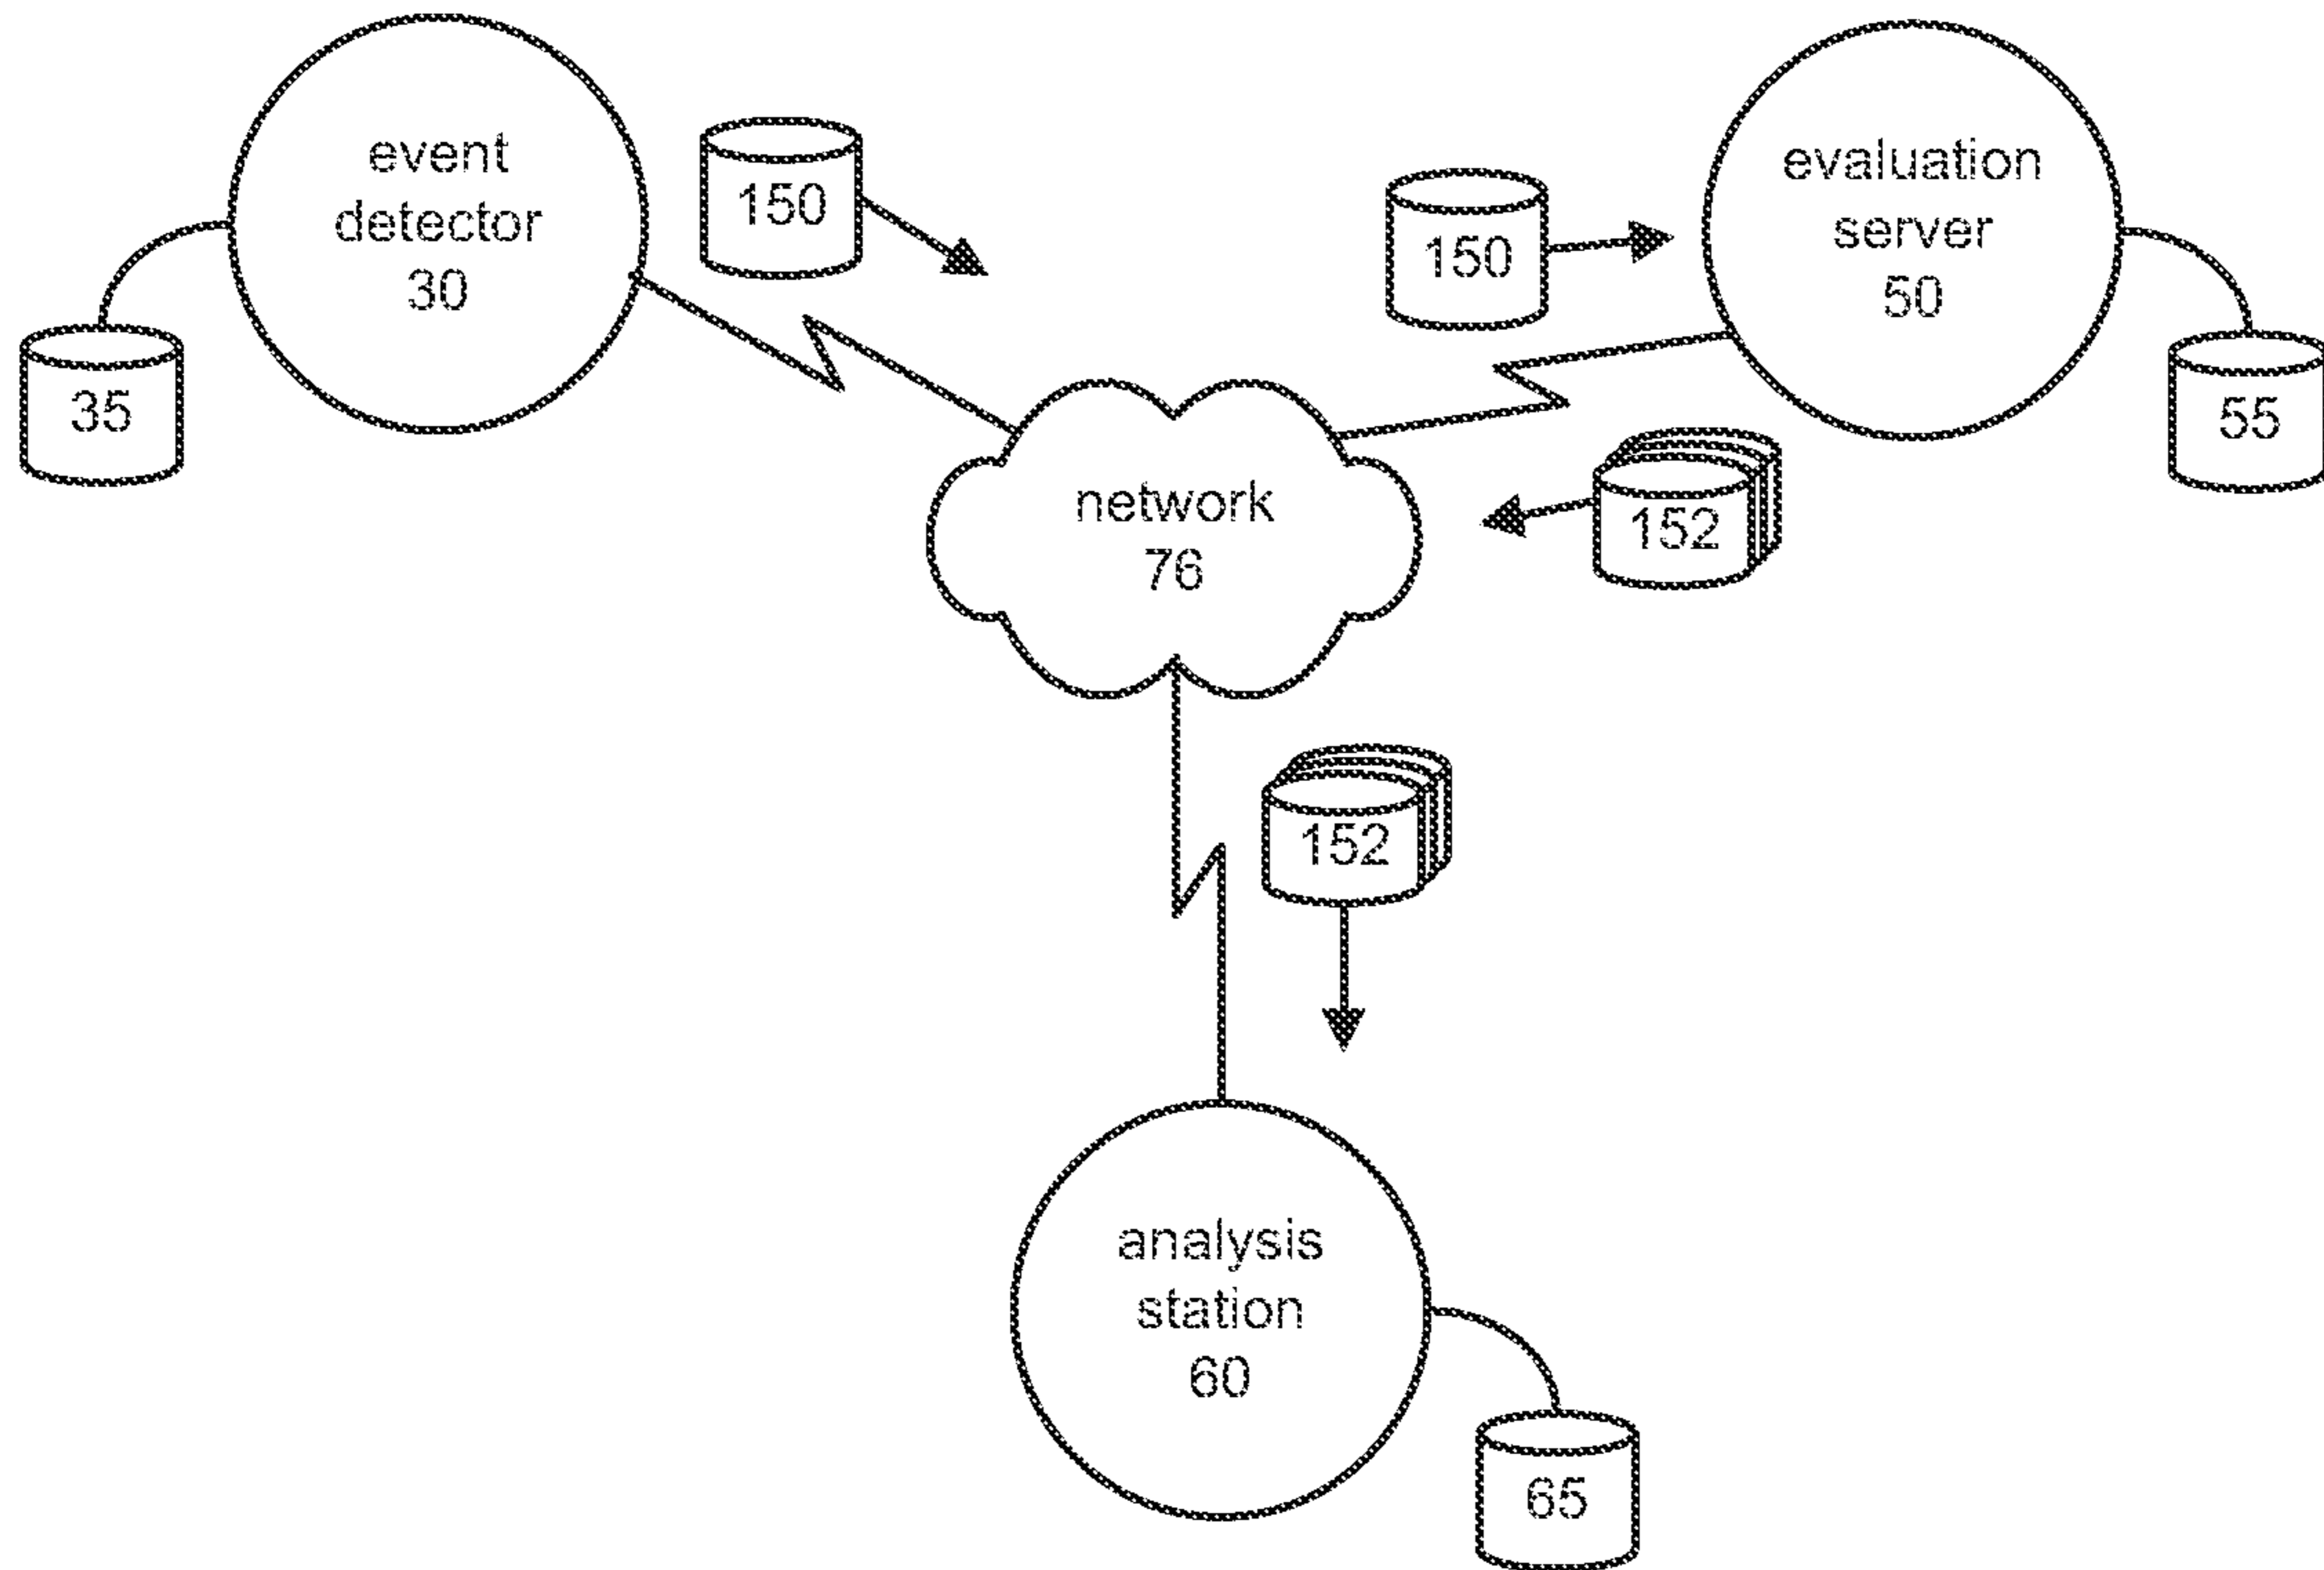 event
detector
30
150
35
evaluation
server
50
150
55
network
76
152
152
analysis
station
60
65